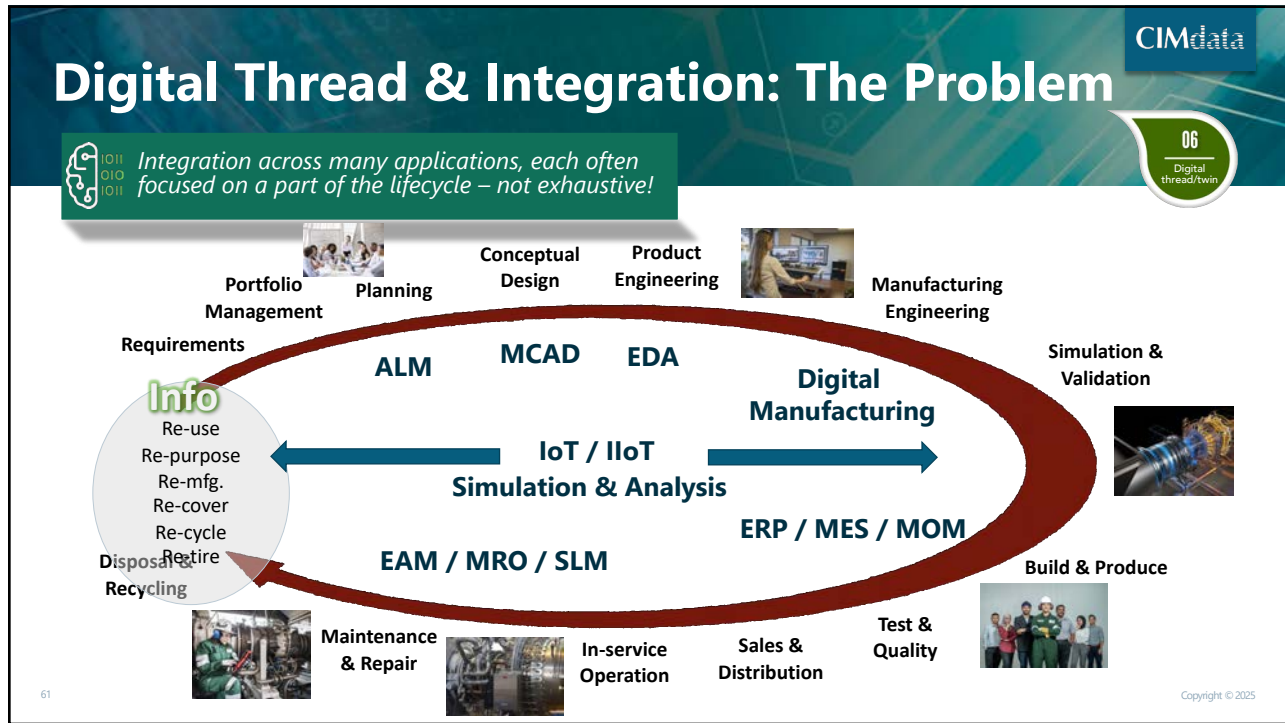 CIMdata
Digital Thread & Integration: The Problem
06
Digital
thread/twin
1011
010
1011
Integration across many applications, each often
focused on a part of the lifecycle – not exhaustive!
Requirements
Portfolio
Management
Planning
Conceptual
Design
Product
Engineering
Manufacturing
Engineering
Simulation &
Validation
ALM
MCAD
EDA
Digital
Manufacturing
Info
Re-use
Re-purpose
Re-mfg.
Re-cover
Re-cycle
Re-tire
Disposal &
Recycling
IoT / IIoT
Simulation & Analysis
ERP / MES / MOM
EAM / MRO / SLM
Build & Produce
Test &
Quality
Sales &
Distribution
In-service
Operation
Maintenance
& Repair
61
Copyright © 2025